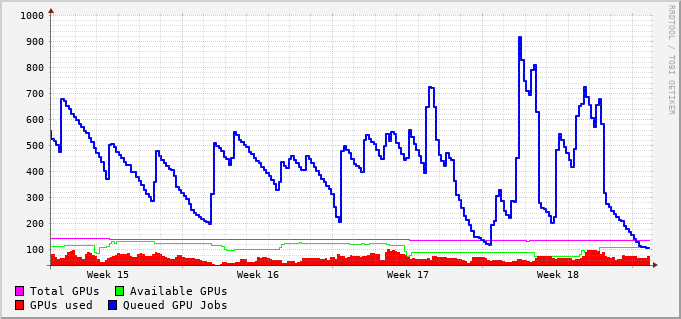 1000
900
800
700
600
500
400
300
200
100
Week 15 Week 16 Week 17 Week 18
Total GPUs Available GPUs
GPUs used Queued GPU Jobs
RRDTOOL / TOBI OETIKER